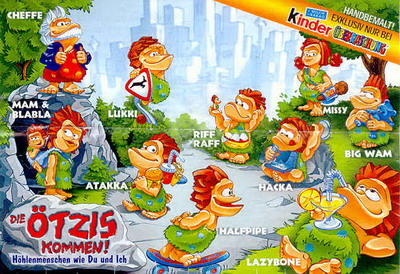 CHEFFE
HANDBEMALT!
EXKLUSIV NUR BEI
kinder
ÜBERRASCHUNG
MAM &
BLABLA
LUKKI
RIFF
RAFF
MISSY
BIG WAM
ATAKKA
HACKA
HALFPIPE
LAZYBONE
DIE
ÖTZIS
KOMMEN!
Höhlenmenschen wie Du und Ich